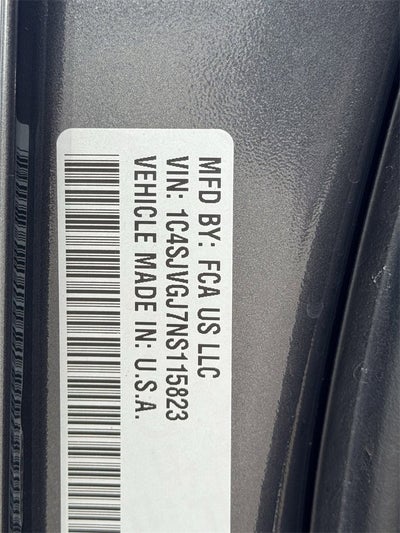 MFD BY: FCA US LLC
VIN: 1C4SJVGJ7NS115823
VEHICLE MADE IN: U.S.A.